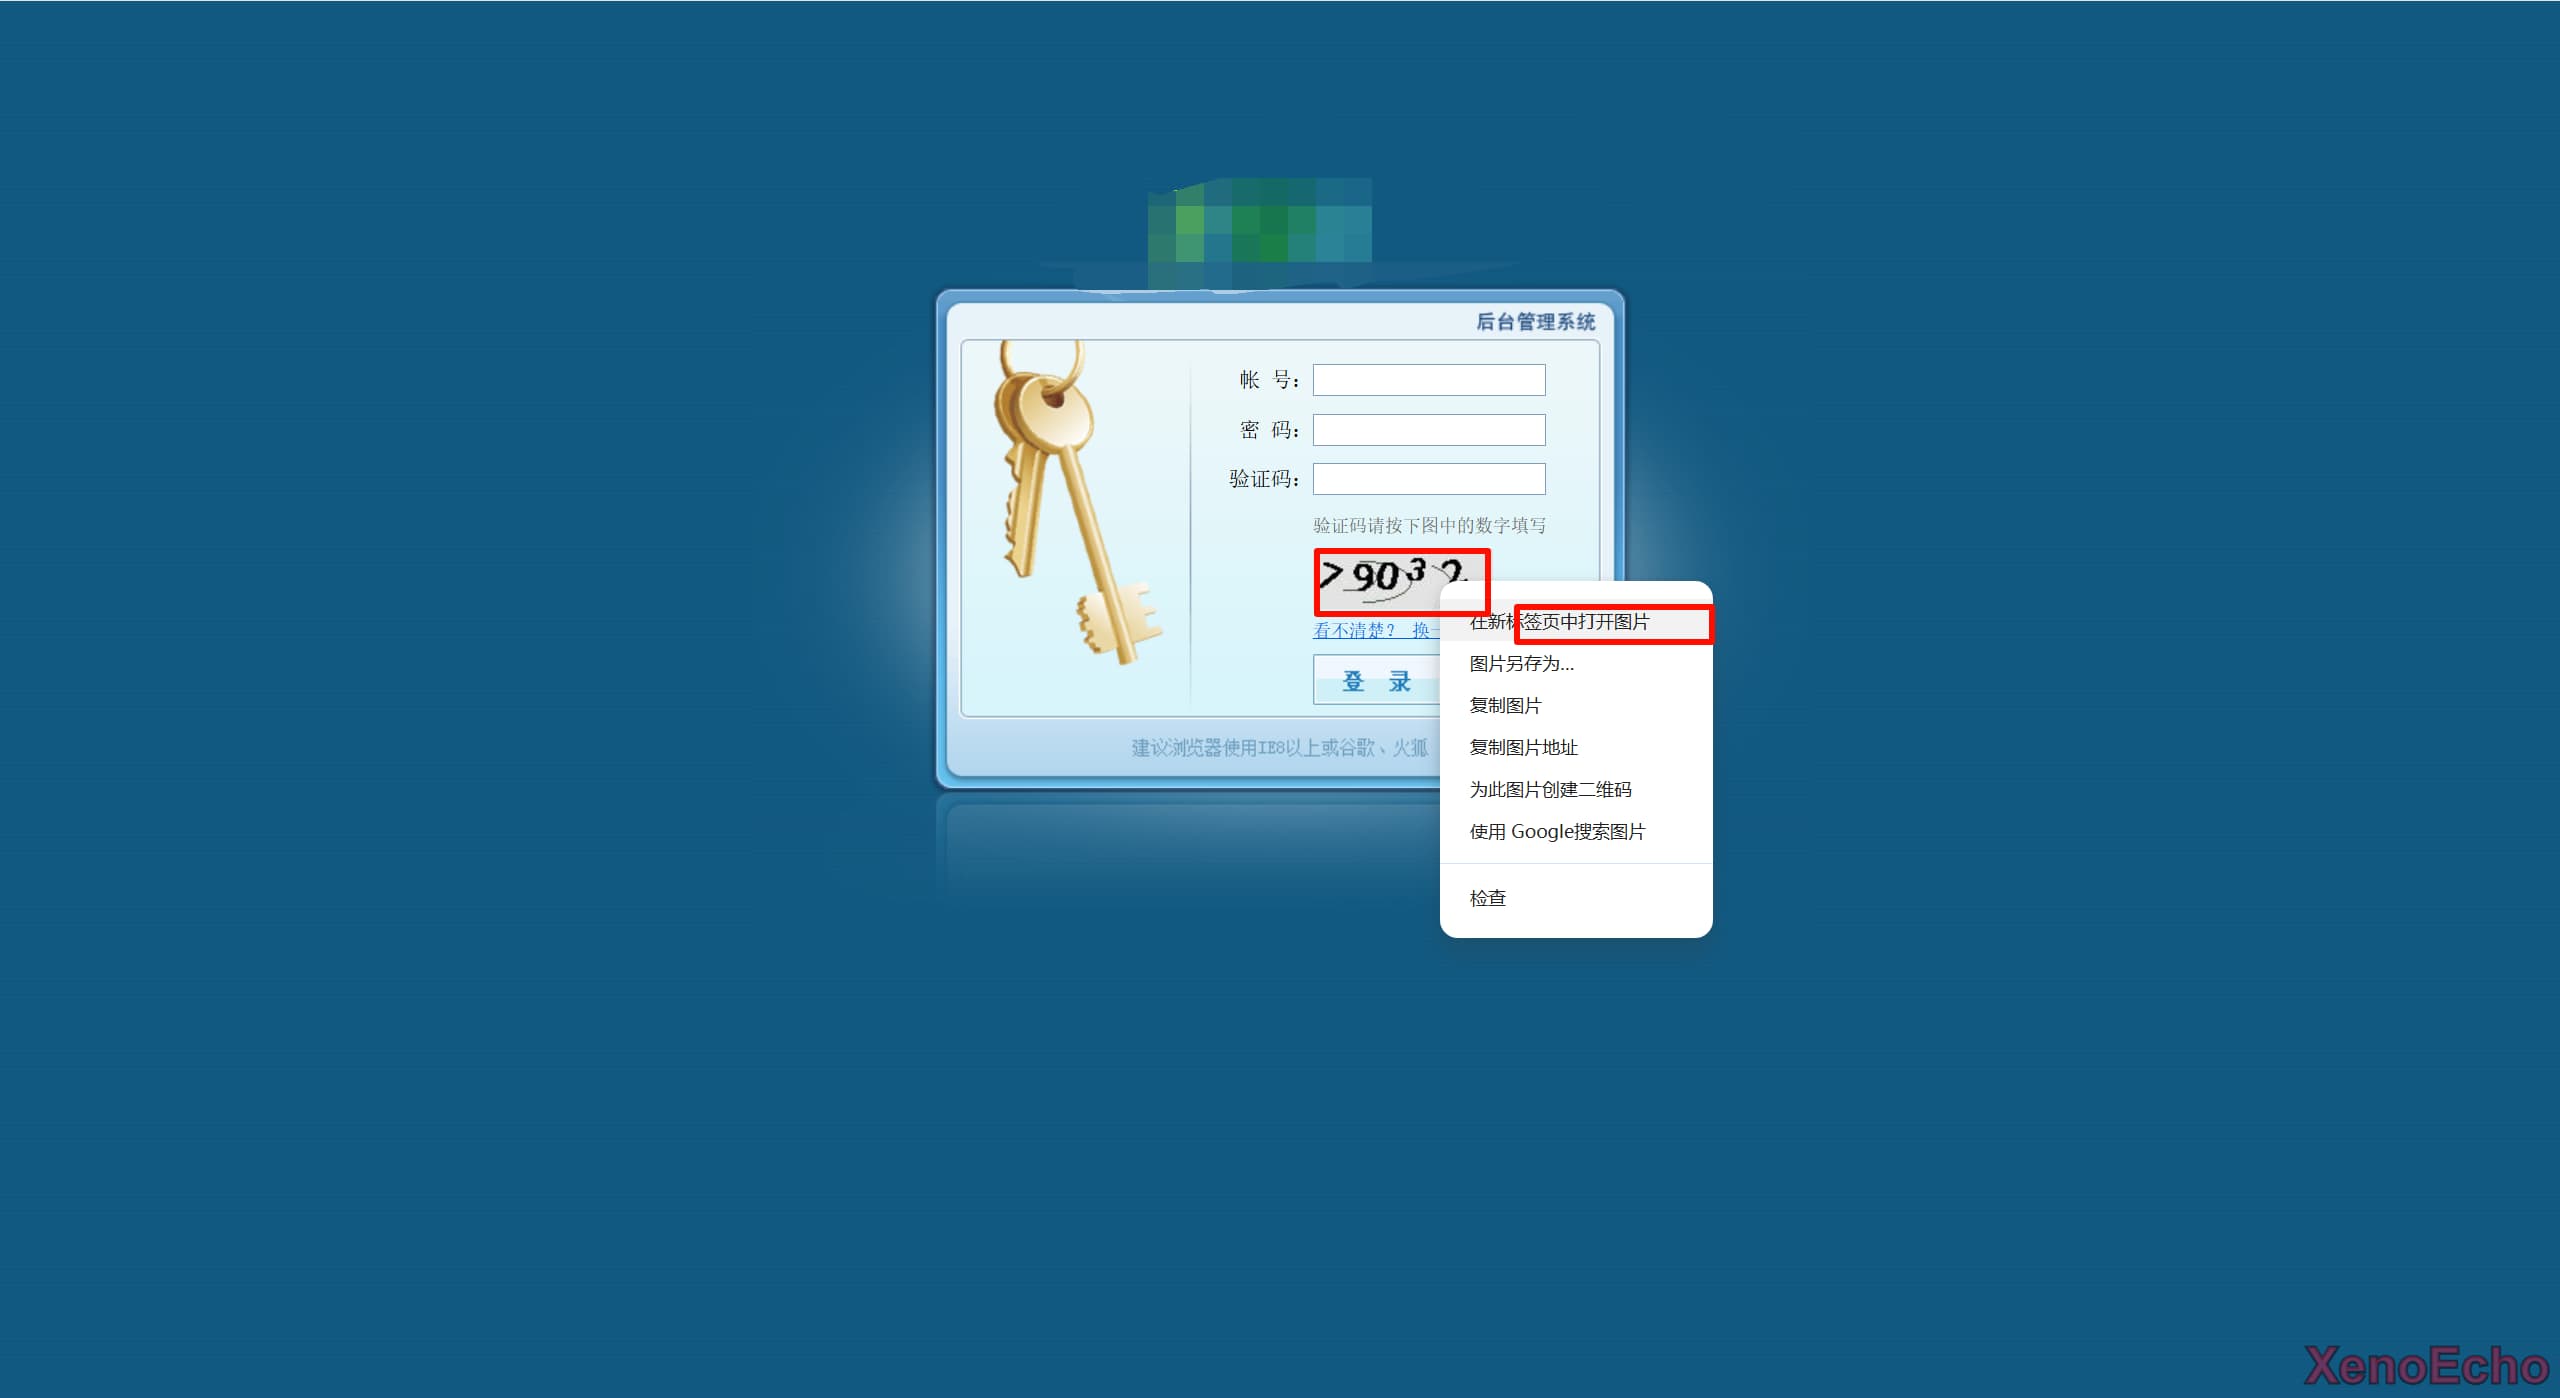 后台管理系统
帐 号：
密 码：
验证码：
验证码请按下图中的数字填写
79032
看不清楚？ 换一
登 录
建议浏览器使用IE8以上或谷歌、火狐
在新标签页中打开图片
图片另存为...
复制图片
复制图片地址
为此图片创建二维码
使用 Google搜索图片
检查
XenoEcho